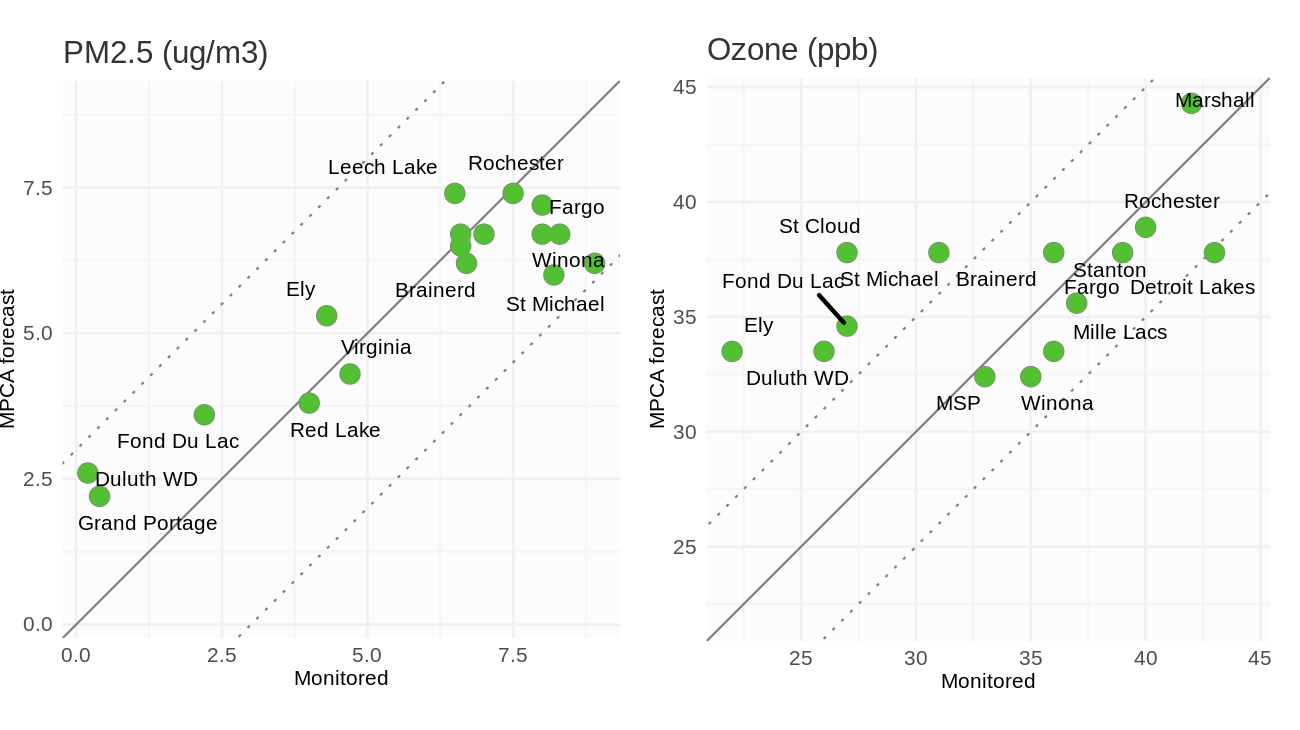 PM2.5 (ug/m3)
MPCA forecast
7.5
5.0
2.5
0.0
Leech Lake
Rochester
Fargo
Winona
Ely
Brainerd
St Michael
Virginia
Red Lake
Fond Du Lac
Duluth WD
Grand Portage
0.0 2.5 5.0 7.5
Monitored
Ozone (ppb)
MPCA forecast
45
40
35
30
25
Marshall
Rochester
St Cloud
Stanton
Fond Du Lac
St Michael
Brainerd
Fargo
Detroit Lakes
Ely
Mille Lacs
Duluth WD
MSP
Winona
25 30 35 40 45
Monitored